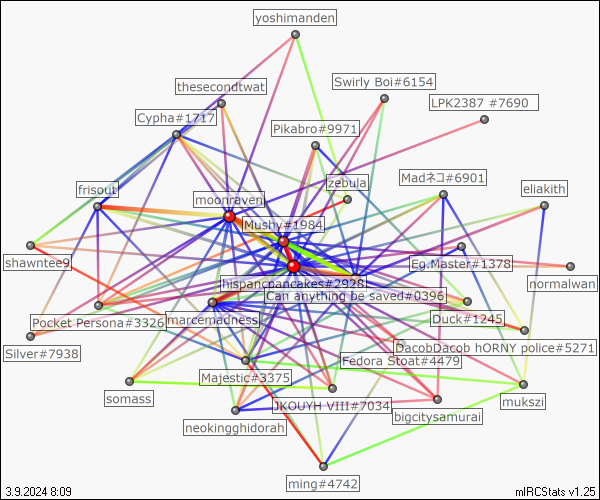 yoshimanden
thesecondtwat
Swirly Boi#6154
LPK2387 #7690
Cypha#1717
Pikabro#9971
frisout
zebula
Madネコ#6901
eliakith
moonraven
Mushy#1984
shawntee9
Eg.Master#1378
normalwan
hispancpancakes#2928
Can anything be saved#0396
Pocket Persona#3326
marcemadness
Duck#1245
Silver#7938
DacobDacob hORNY police#5271
Fedora Stoat#4479
Majestic#3375
somass
JKOUYH VIII#7034
mukszi
bigcitysamurai
neokingghidorah
ming#4742
3.9.2024 8:09
mIRCStats v1.25